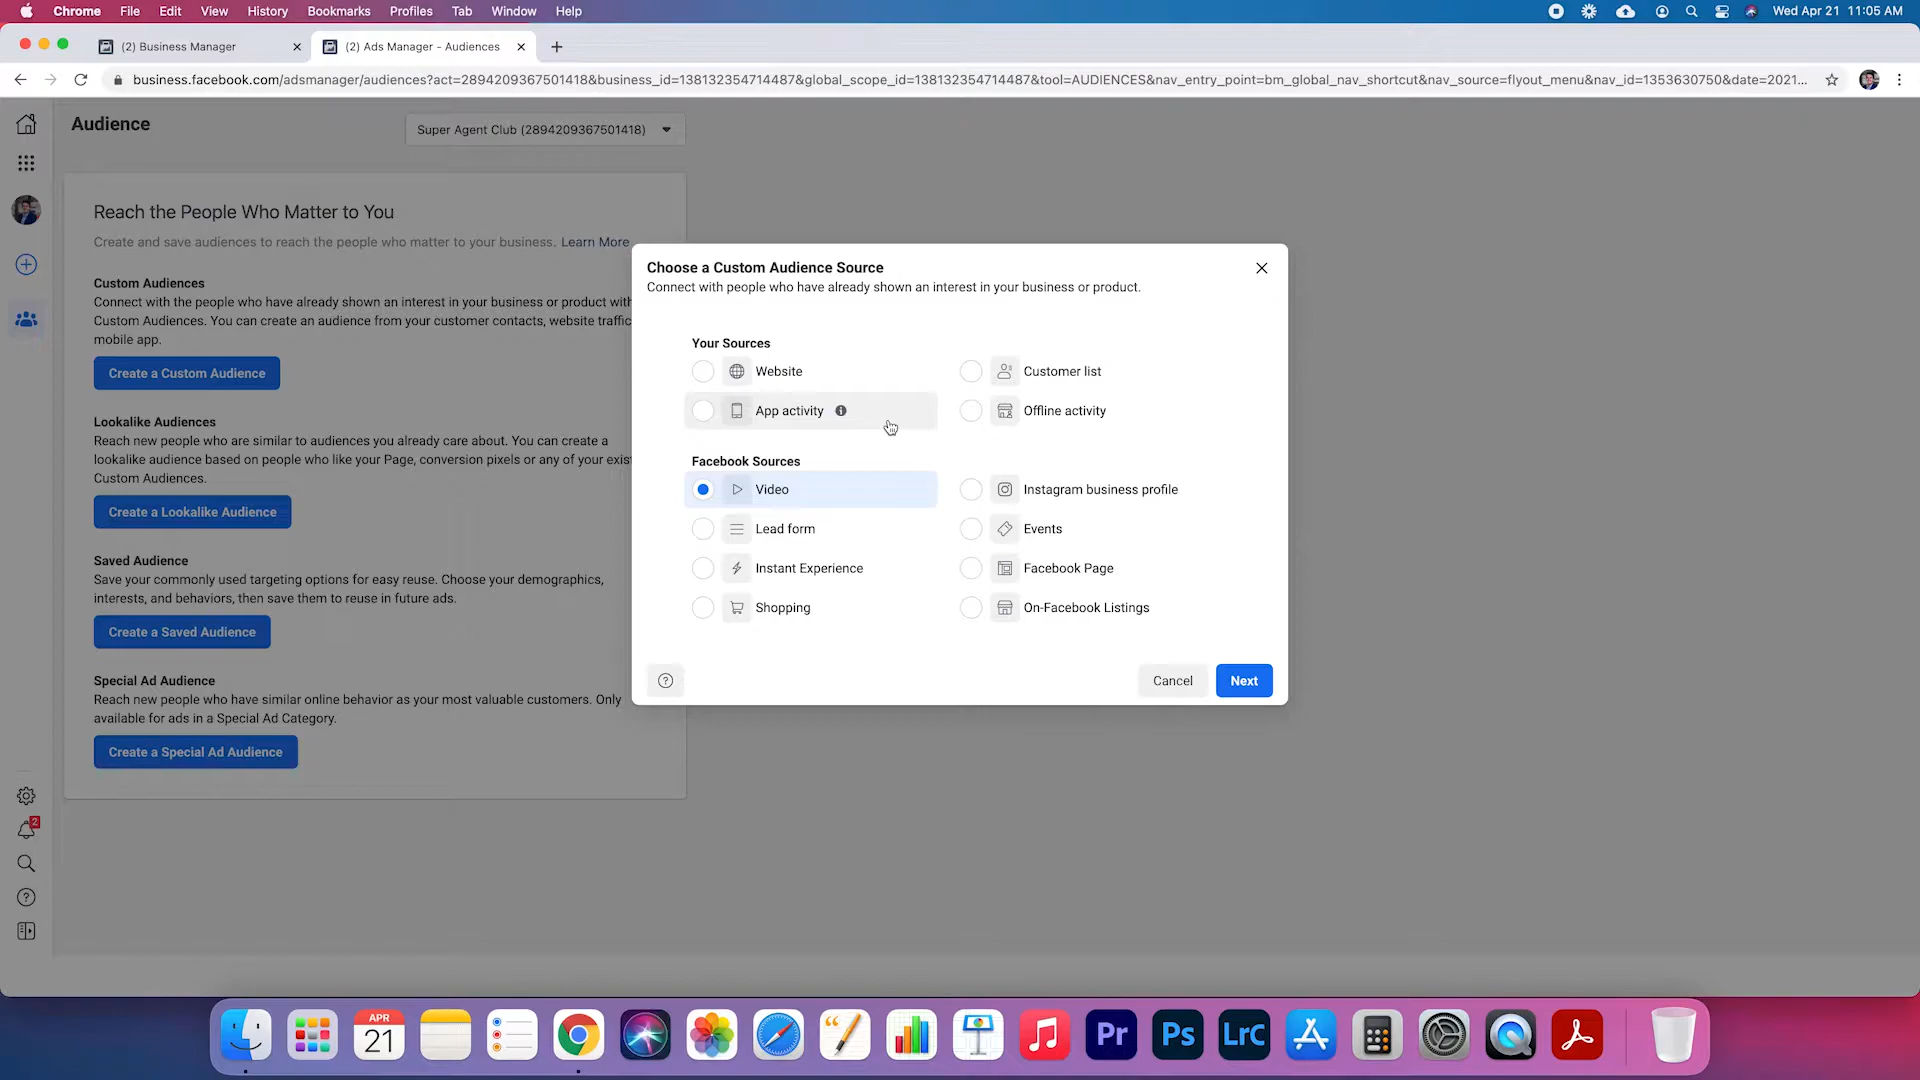 Chrome File Edit View History Bookmarks Profiles Tab Window Help Wed Apr 21 11:05 AM
(2) Business Manager (2) Ads Manager - Audiences
business.facebook.com/adsmanager/audiences?act=2894209367501418&business_id=138132354714487&global_scope_id=138132354714487&tool=AUDIENCES&nav_entry_point=bm_global_nav_shortcut&nav_source=flyout_menu&nav_id=1353630750&date=2021...
Audience
Super Agent Club (2894209367501418)
Reach the People Who Matter to You
Create and save audiences to reach the people who matter to your business. Learn More
Custom Audiences
Connect with the people who have already shown an interest in your business or product with
Custom Audiences. You can create an audience from your customer contacts, website traffic
mobile app.
Create a Custom Audience
Lookalike Audiences
Reach new people who are similar to audiences you already care about. You can create a
lookalike audience based on people who like your Page, conversion pixels or any of your exis
Custom Audiences.
Create a Lookalike Audience
Saved Audience
Save your commonly used targeting options for easy reuse. Choose your demographics,
interests, and behaviors, then save them to reuse in future ads.
Create a Saved Audience
Special Ad Audience
Reach new people who have similar online behavior as your most valuable customers. Only
available for ads in a Special Ad Category.
Create a Special Ad Audience
2
Choose a Custom Audience Source
Connect with people who have already shown an interest in your business or product.
Your Sources
Website
Customer list
App activity
Offline activity
Facebook Sources
Video
Instagram business profile
Lead form
Events
Instant Experience
Facebook Page
Shopping
On-Facebook Listings
Cancel
Next
APR
21
Pr
Ps
LrC